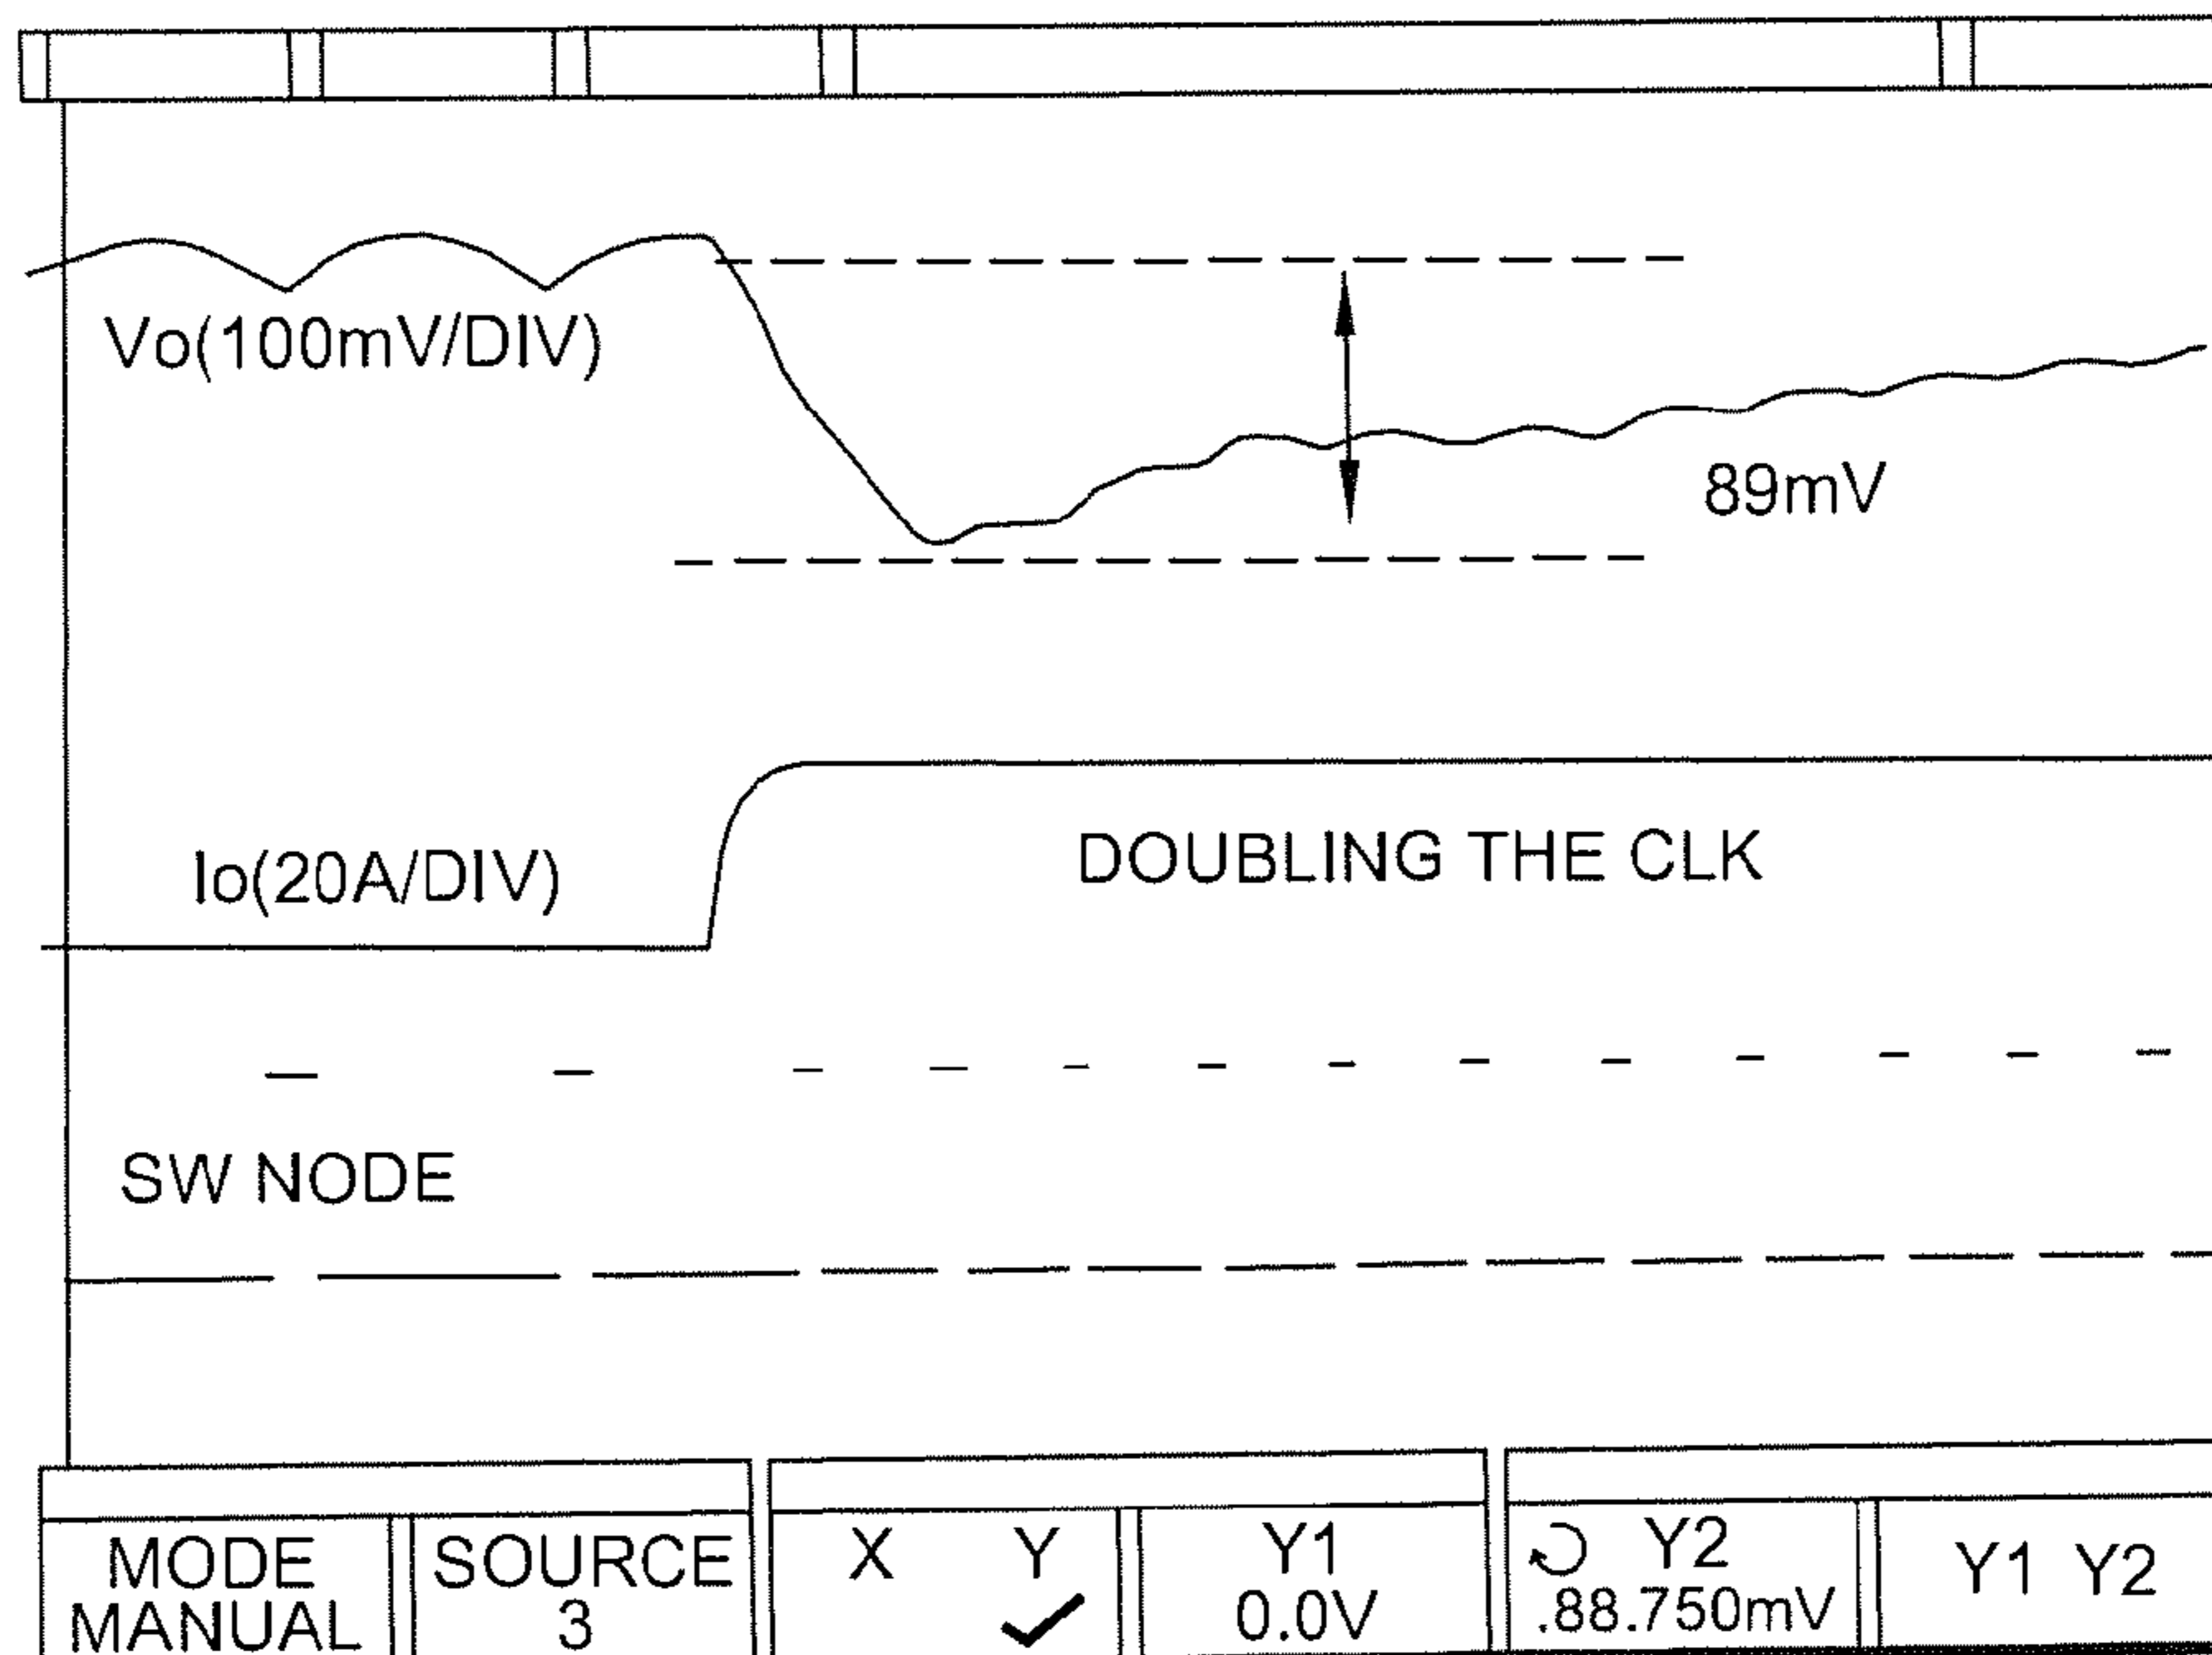 Vo(100mV/DIV)
89mV
Io(20A/DIV)
DOUBLING THE CLK
SW NODE
MODE
MANUAL
SOURCE
3
X Y
Y1
0.0V
Y2
.88.750mV
Y1 Y2